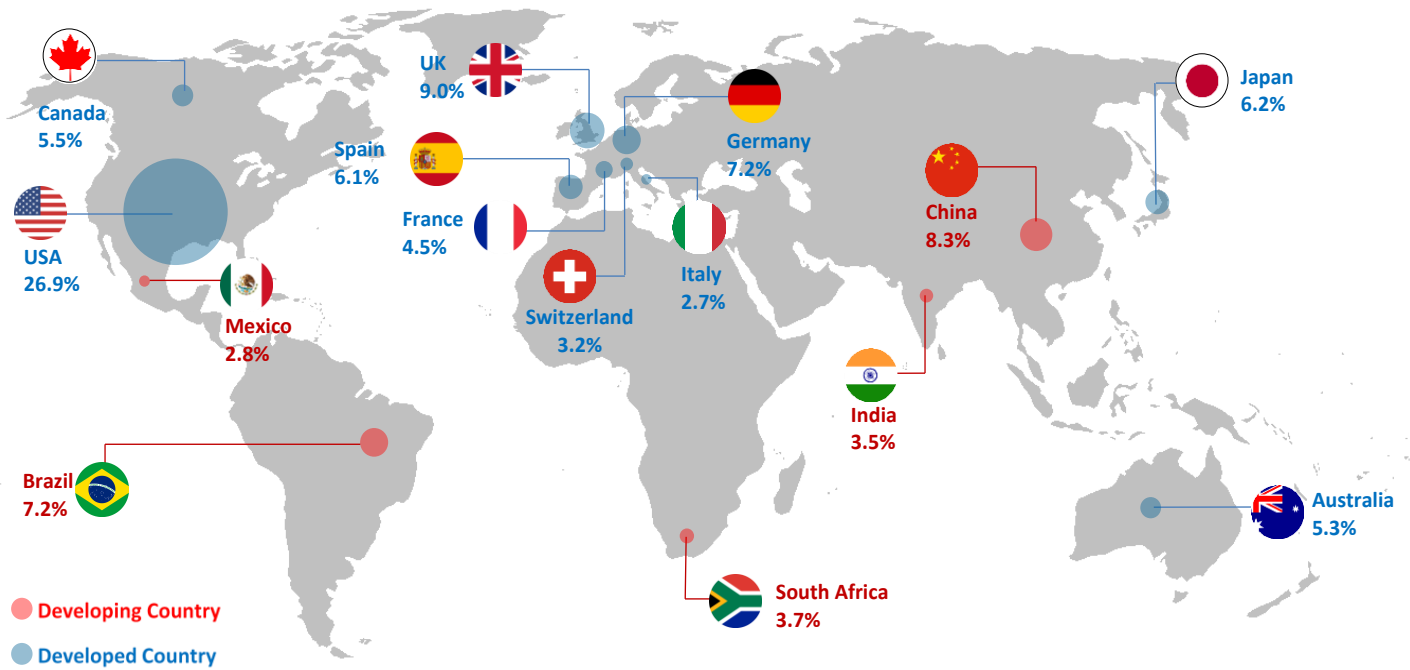 Canada
5.5%
UK
9.0%
Germany
7.2%
Japan
6.2%
Spain
6.1%
China
8.3%
USA
26.9%
France
4.5%
Italy
2.7%
Mexico
2.8%
Switzerland
3.2%
India
3.5%
Brazil
7.2%
Australia
5.3%
South Africa
3.7%
Developing Country
Developed Country